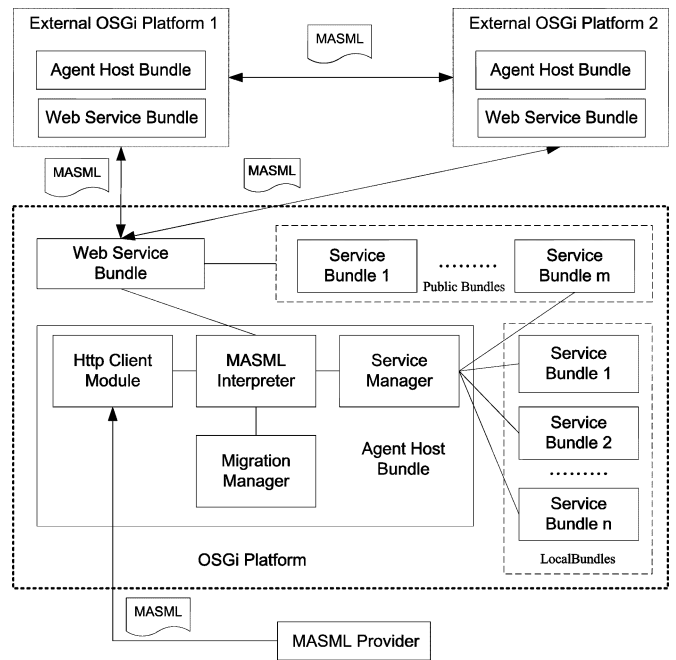 External OSGi Platform 1
Agent Host Bundle
Web Service Bundle
MASML
External OSGi Platform 2
Agent Host Bundle
Web Service Bundle
MASML
MASML
Web Service
Bundle
Service
Bundle 1
.........
Service
Bundle m
Public Bundles
Http Client
Module
MASML
Interpreter
Service
Manager
Migration
Manager
Agent Host
Bundle
Service
Bundle 1
Service
Bundle 2
.........
Service
Bundle n
LocalBundles
OSGi Platform
MASML
MASML Provider